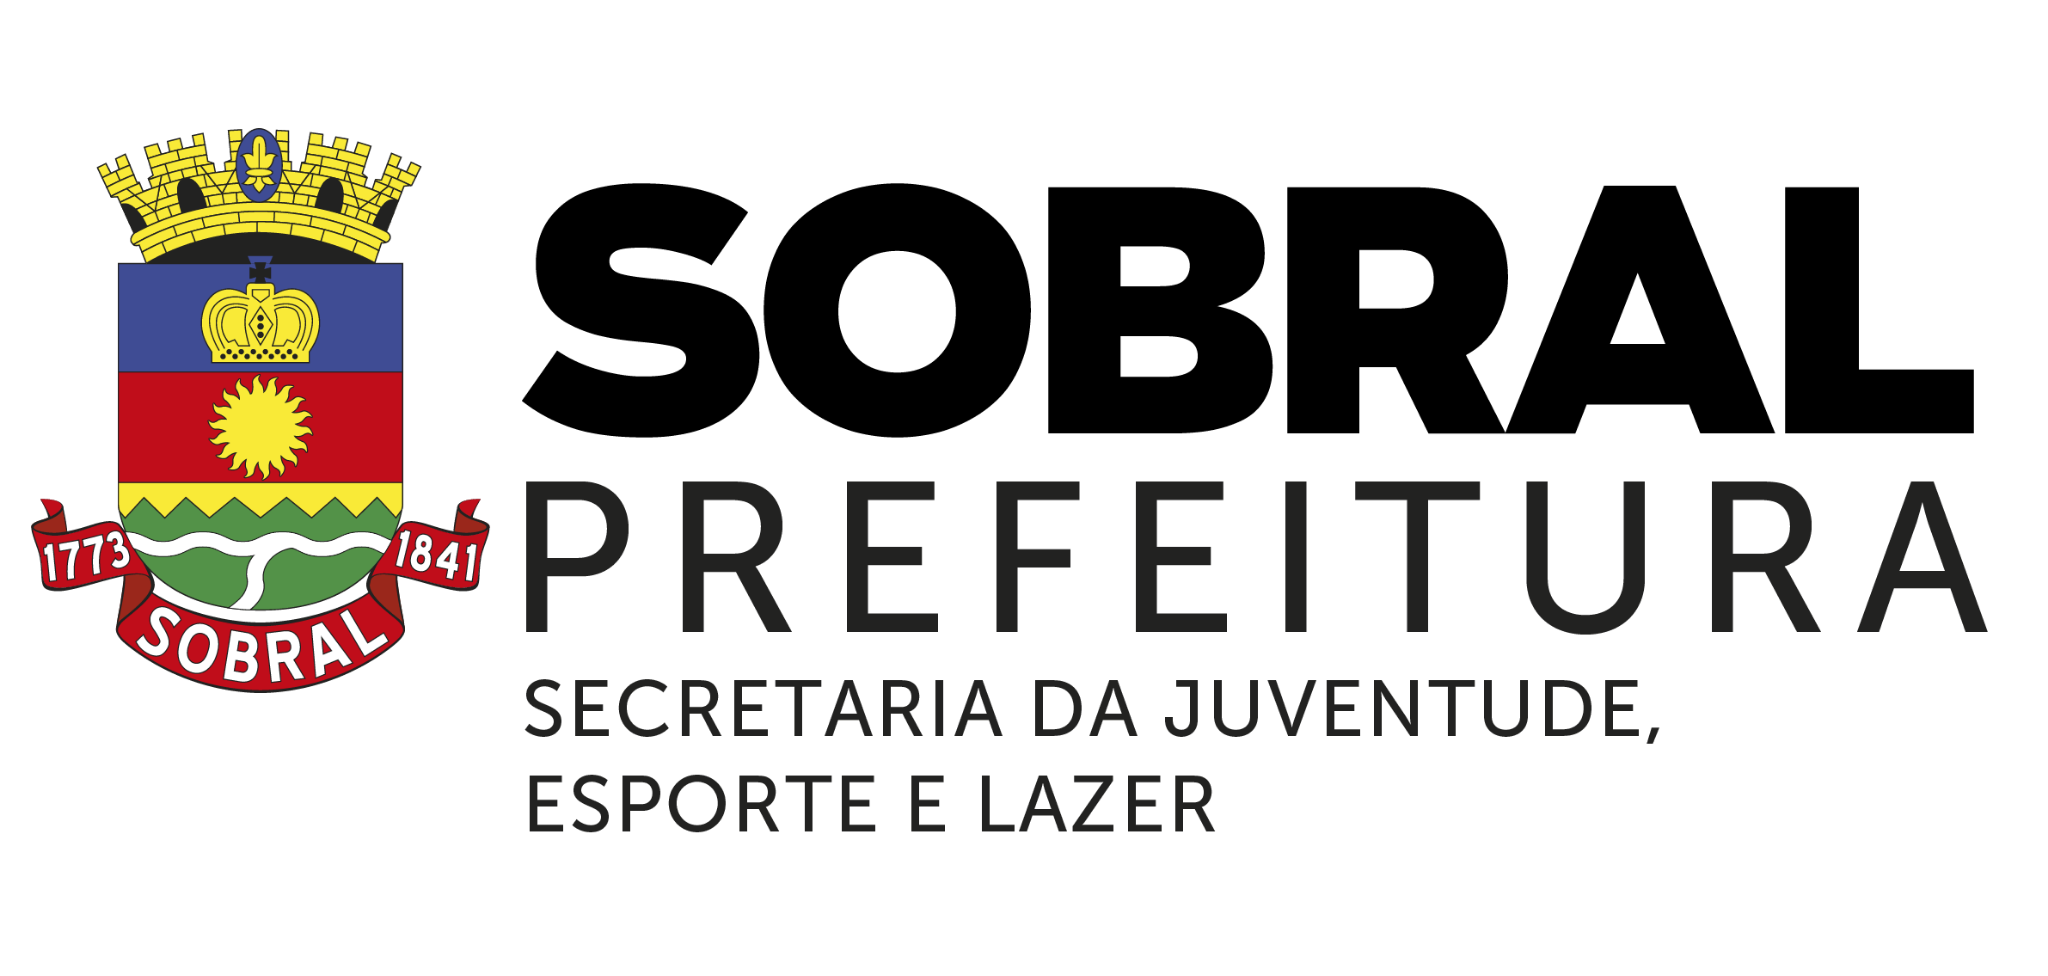 1773
1841
SOBRAL
SOBRAL
PREFEITURA
SECRETARIA DA JUVENTUDE,
ESPORTE E LAZER